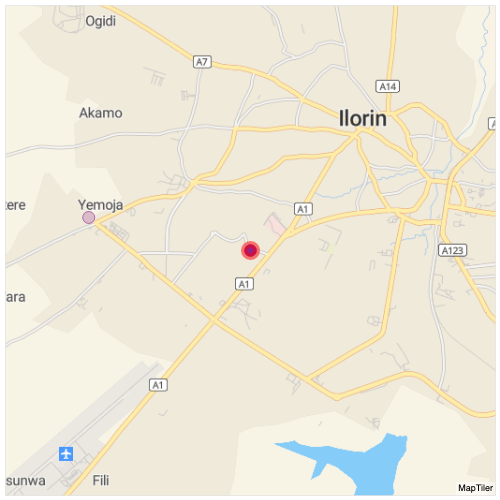 Ogidi
A7
A14
Akamo
Ilorin
A
tere
Yemoja
A1
A123
A1
ara
A1
sunwa
Fili
MapTiler